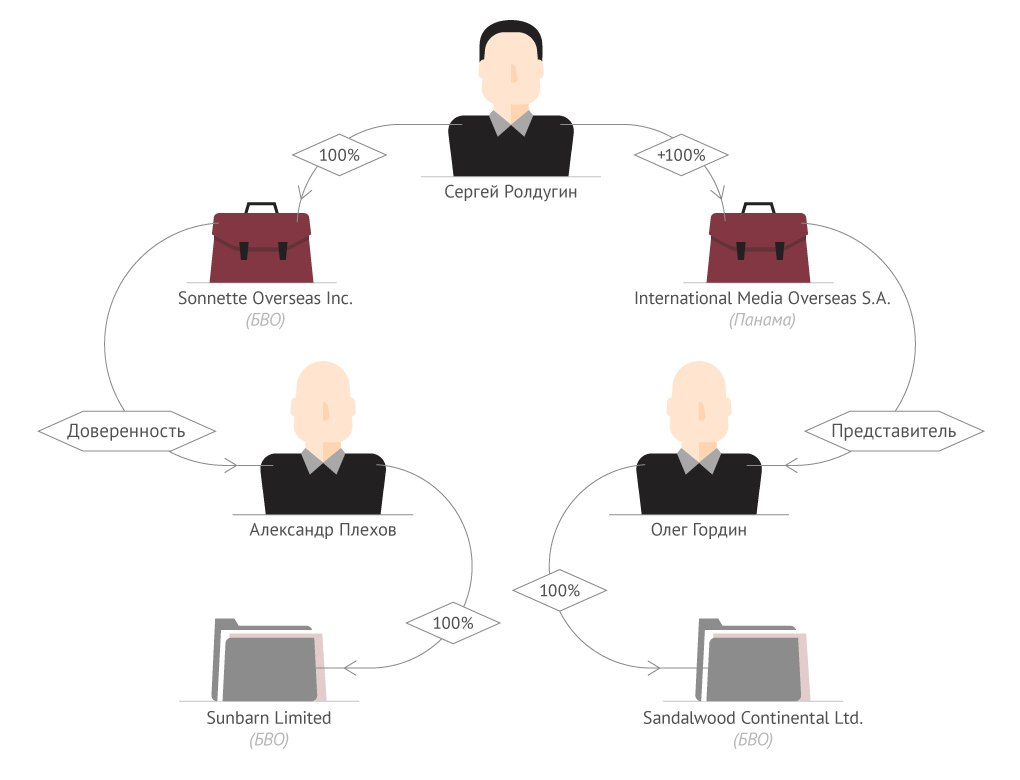 100%
+100%
Сергей Ролдугин
Sonnette Overseas Inc.
(БВО)
International Media Overseas S.A.
(Панама)
Доверенность
Представитель
Александр Плехов
Олег Гордин
100%
100%
Sunbarn Limited
(БВО)
Sandalwood Continental Ltd.
(БВО)